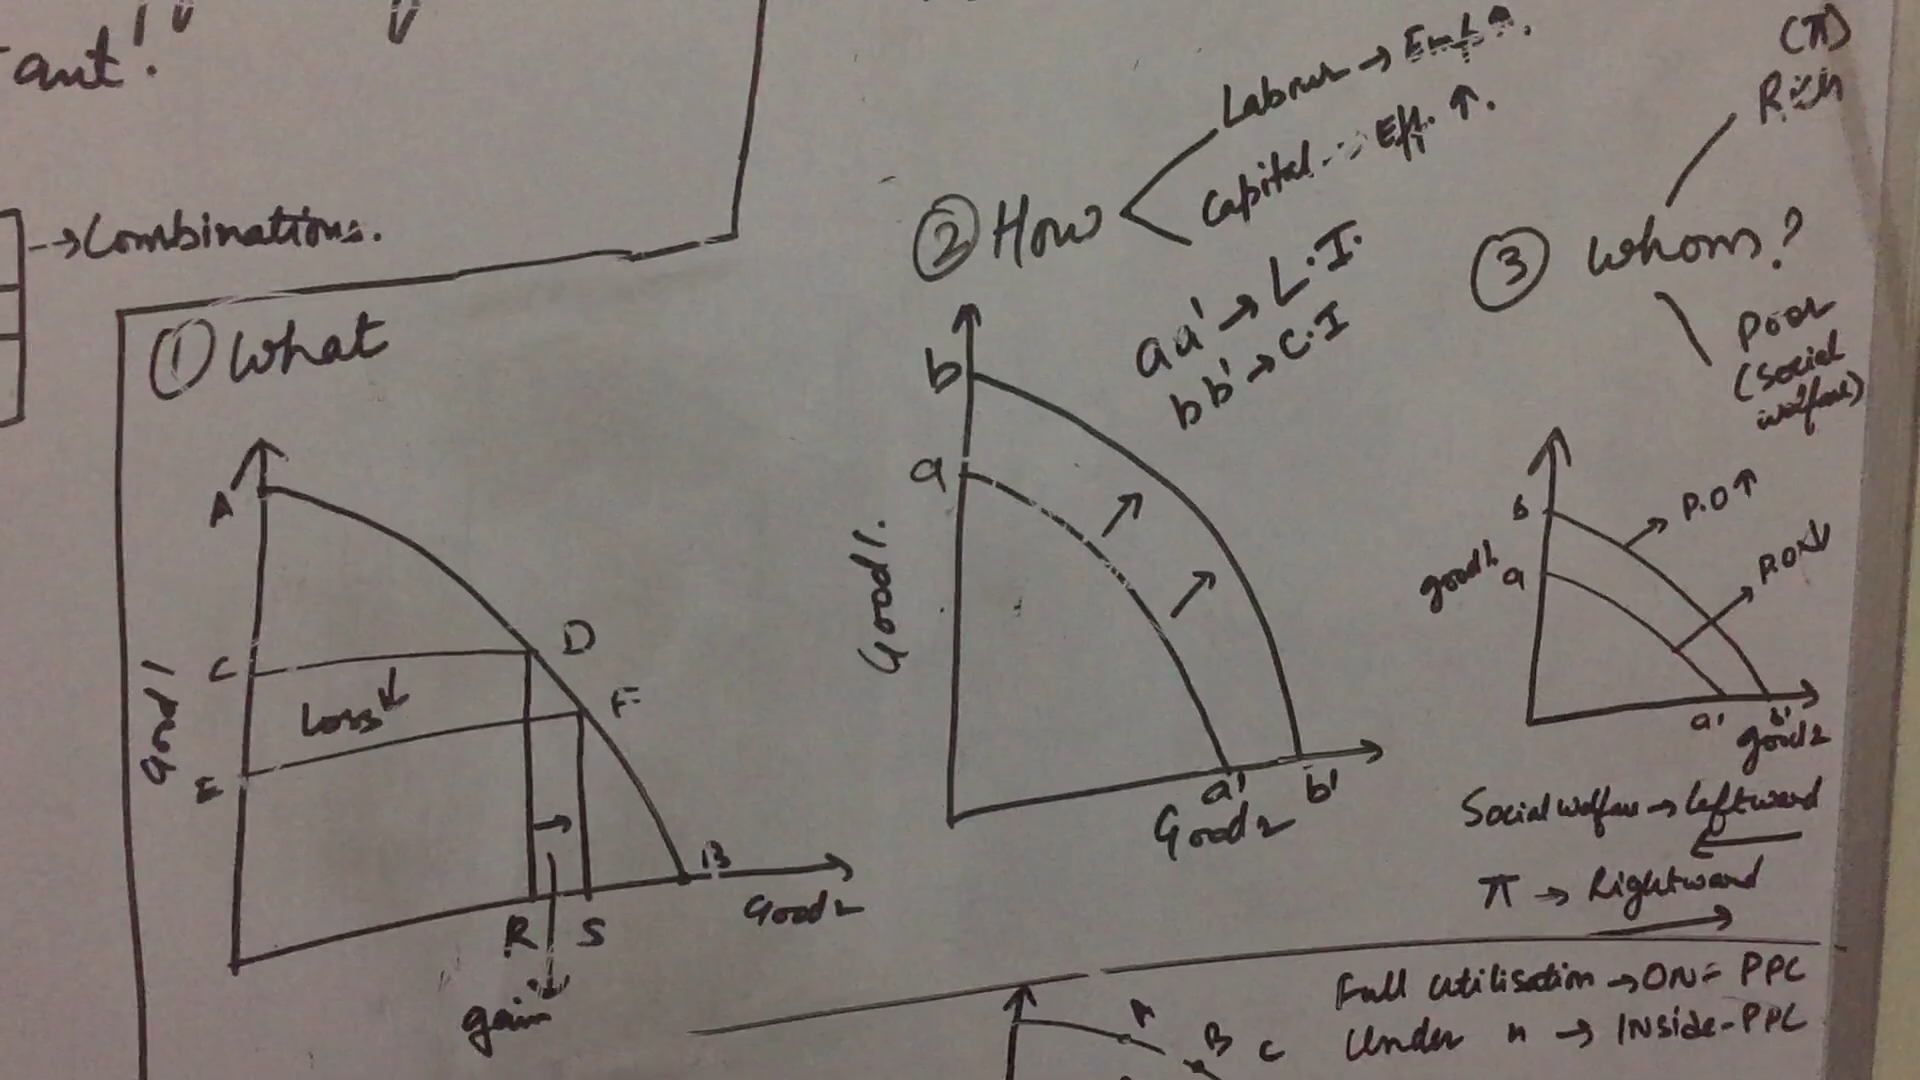 ant!"
→Combinations.
① What
A
C
D
Loss↓
F
E
Good 1
B
Good 2
R
S
gain
② How
Labour → Emp ↑.
Capital → Eff. ↑.
aa' → L.I.
bb' → C.I
b
a
Good 1.
a'
b'
Good 2
③ Whom?
(π)
Rich
Poor
(Social
welfare)
b
P.O ↑
good 1
a
P.O ↓
a'
b'
good 2
Social welfare → Leftward
←
π → Rightward
→
Full utilisation → ON = PPC
Under " → Inside - PPC
A
B
C